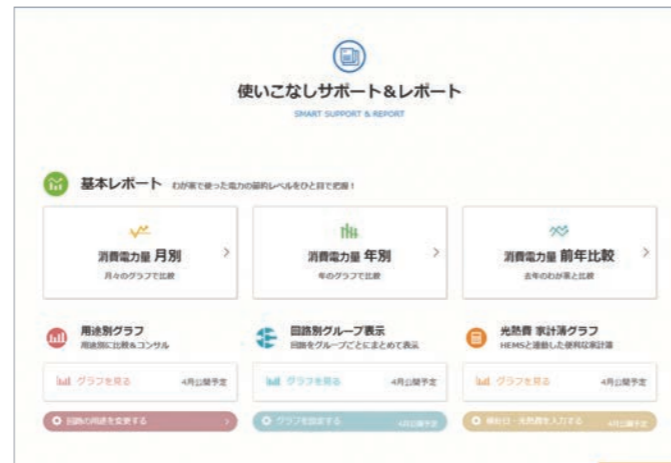 使いこなしサポート&レポート
SMART SUPPORT & REPORT
基本レポート わが家で使った電力の節約レベルをひと目で把握!
消費電力量 月別
月々のグラフで比較
消費電力量 年別
年のグラフで比較
消費電力量 前年比較
去年のわが家と比較
用途別グラフ
用途別に比較&コンサル
回路別グループ表示
回路をグループごとにまとめて表示
光熱費 家計簿グラフ
HEMSと連動した便利な家計簿
グラフを見る 4月公開予定
グラフを見る 4月公開予定
グラフを見る 4月公開予定
回路の用途を変更する
グラフを設定する 4月公開予定
検針日・光熱費を入力する 4月公開予定